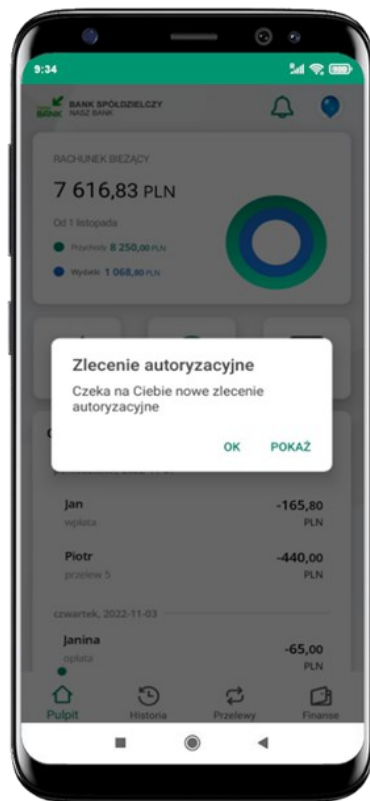 9:34
BANK SPÓŁDZIELCZY
BANK NASZ BANK
RACHUNEK BIEŻĄCY
7 616,83 PLN
Od 1 listopada
Przychody 8 250,00 PLN
Wydatki 1 068,80 PLN
Zlecenie autoryzacyjne
Czeka na Ciebie nowe zlecenie
autoryzacyjne
OK POKAŻ
Jan -165,80
wpłata PLN
Piotr -440,00
przelew 5 PLN
czwartek, 2022-11-03
Janina -65,00
opłata PLN
Pulpit Historia Przelewy Finanse